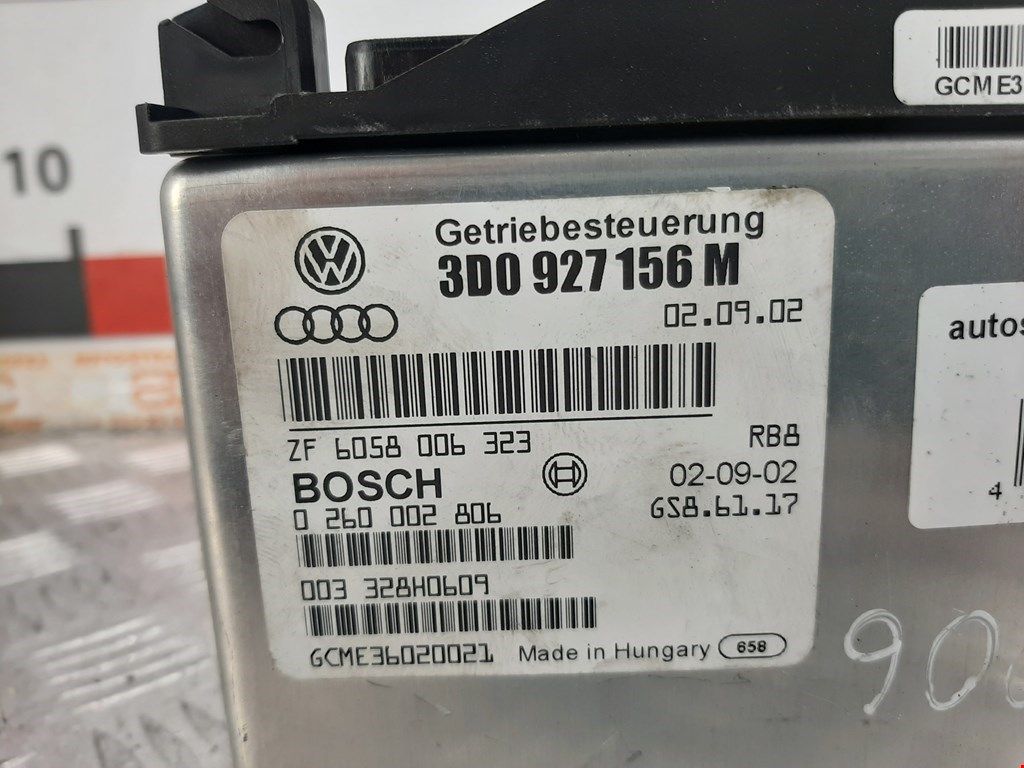 GCME3
10
Getriebesteuerung
3D0 927 156 M
02.09.02
ZF 6058 006 323 RB8
BOSCH 02-09-02
0 260 002 806 GS8.61.17
003 328H0609
GCME36020021 Made in Hungary 658
autos
4
90